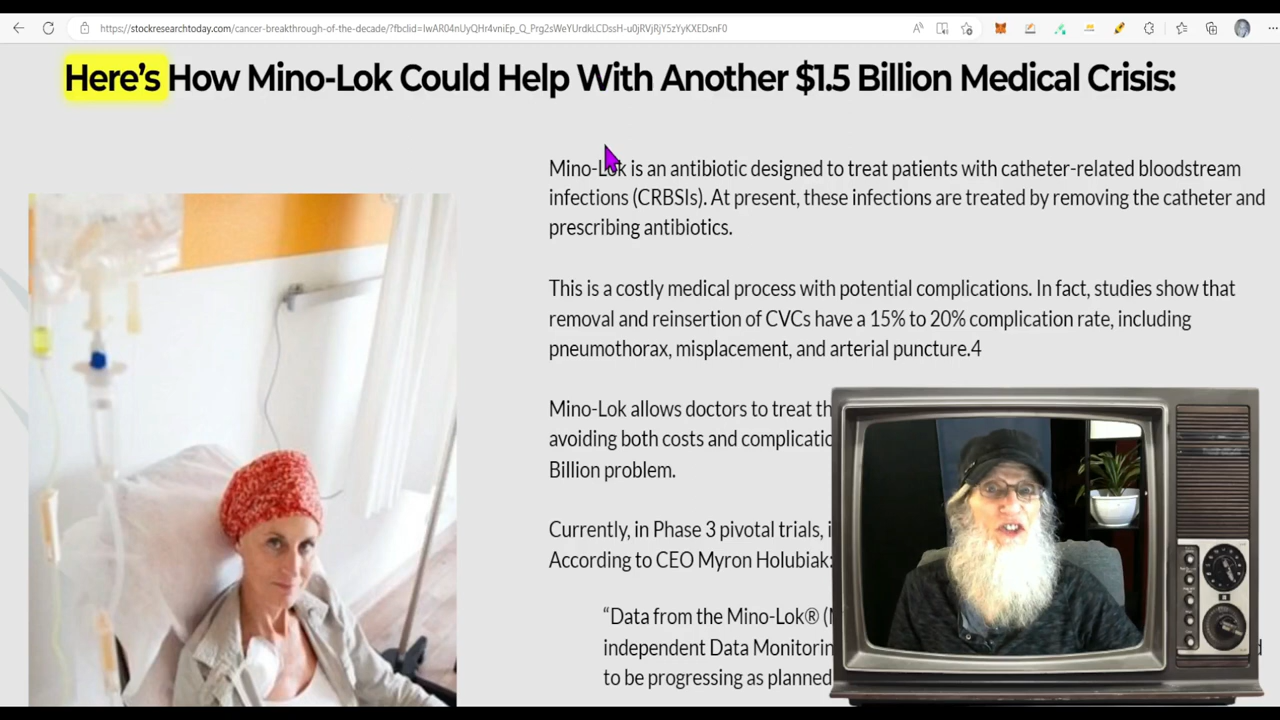 https://stockresearchtoday.com/cancer-breakthrough-of-the-decade/?fbclid=IwAR04nUyQHr4vniEp_Q_Prg2sWeYUrdkLCDssH-u0jRVjRjY5zYyKXEDsnF0
Here's How Mino-Lok Could Help With Another $1.5 Billion Medical Crisis:
Mino-Lok is an antibiotic designed to treat patients with catheter-related bloodstream
infections (CRBSIs). At present, these infections are treated by removing the catheter and
prescribing antibiotics.
This is a costly medical process with potential complications. In fact, studies show that
removal and reinsertion of CVCs have a 15% to 20% complication rate, including
pneumothorax, misplacement, and arterial puncture.4
Mino-Lok allows doctors to treat
avoiding both costs and
Billion problem.
Currently, in Phase 3 pivotal trials,
According to CEO Myron Holubiak:
“Data from the Mino-Lok®
independent Data
to be progressing as planned